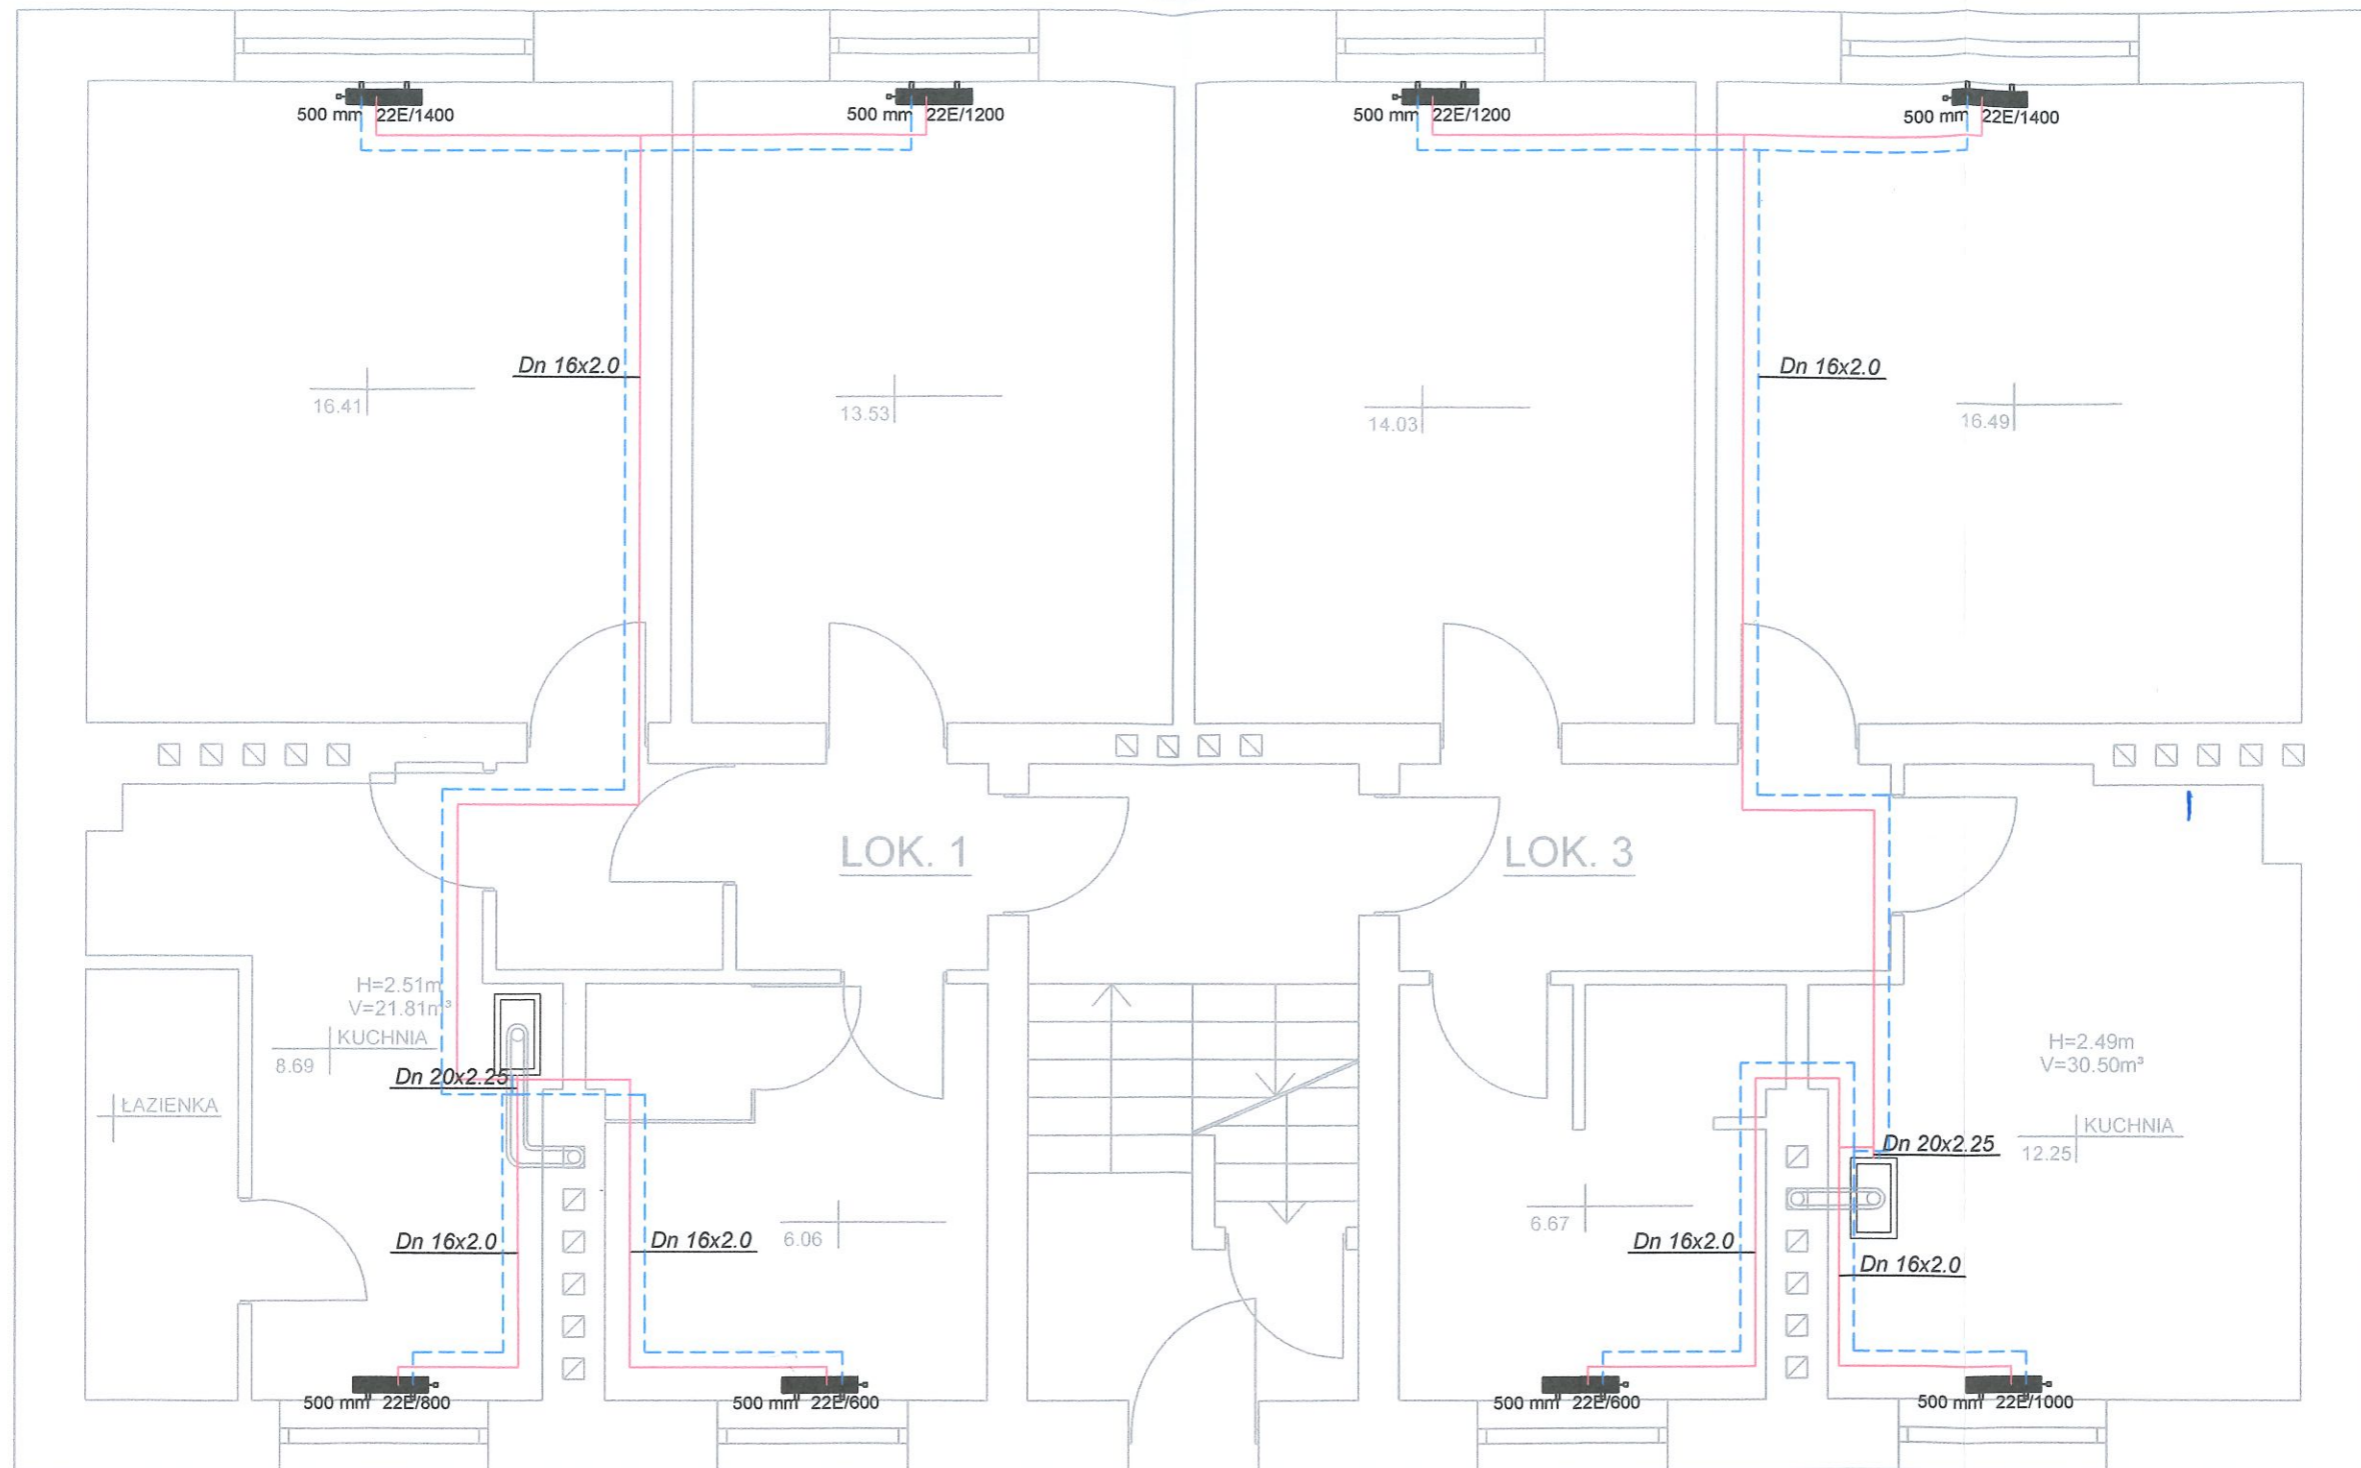 500 mm 22E/1400
500 mm 22E/1200
500 mm 22E/1200
500 mm 22E/1400
Dn 16x2.0
Dn 16x2.0
16.41
13.53
14.03
16.49
LOK. 1
LOK. 3
H=2.51m
V=21.81m³
KUCHNIA
8.69
H=2.49m
V=30.50m³
Dn 20x2.25
ŁAZIENKA
KUCHNIA
12.25
Dn 20x2.25
6.06
6.67
Dn 16x2.0
Dn 16x2.0
Dn 16x2.0
Dn 16x2.0
500 mm 22E/800
500 mm 22E/600
500 mm 22E/600
500 mm 22E/1000